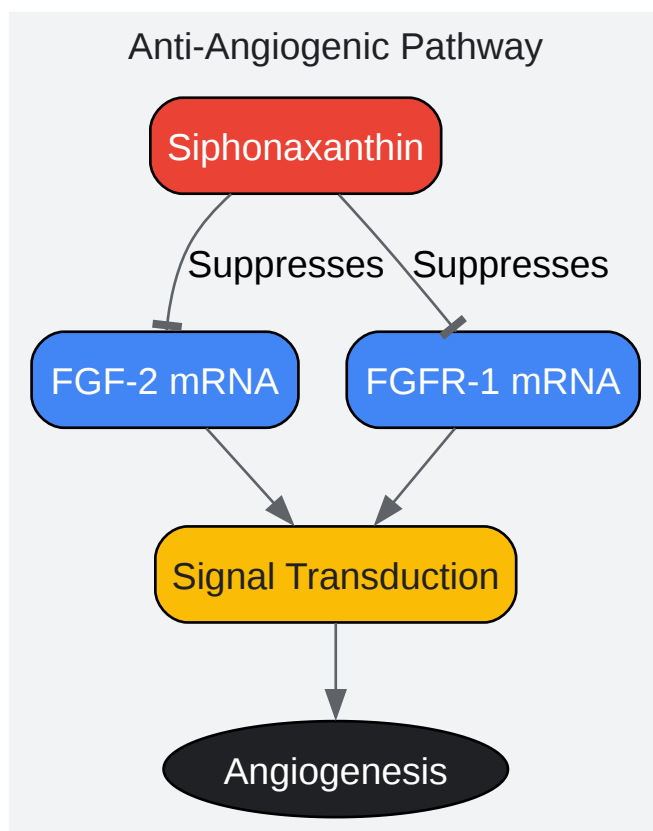 Anti-Angiogenic Pathway
Siphonaxanthin
Suppresses Suppresses
FGF-2 mRNA FGFR-1 mRNA
Signal Transduction
Angiogenesis